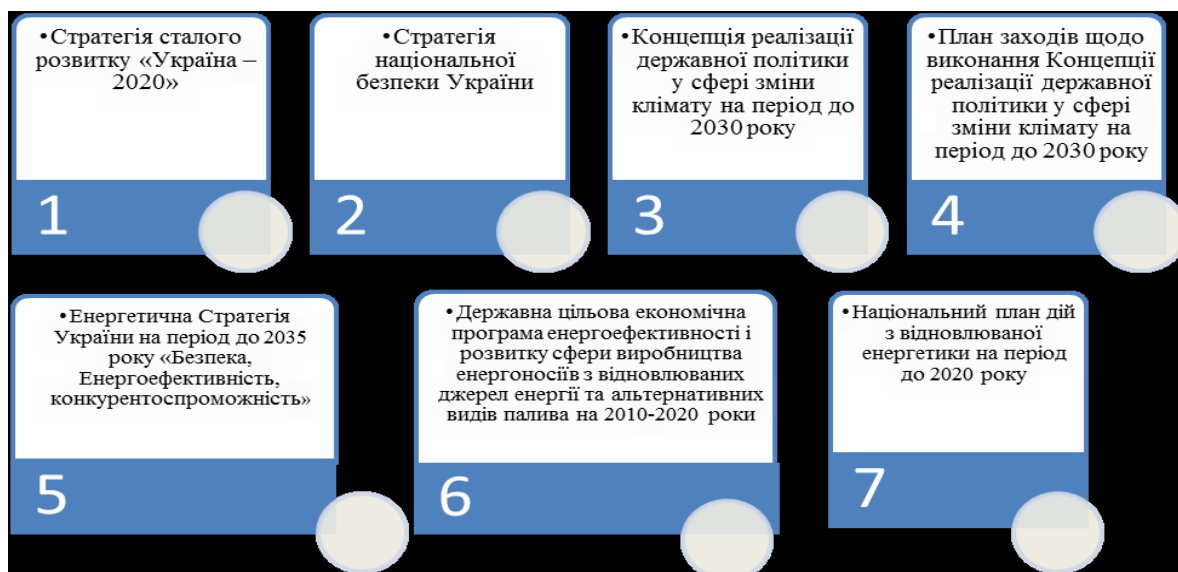 •Стратегія сталого
розвитку «Україна –
2020»
1
•Стратегія
національної
безпеки України
2
•Концепція реалізації
державної політики
у сфері зміни
клімату на період до
2030 року
3
•План заходів щодо
виконання Концепції
реалізації державної
політики у сфері
зміни клімату на
період до 2030 року
4
•Енергетична Стратегія
України на період до 2035
року «Безпека,
Енергоефективність,
конкурентоспроможність»
5
•Державна цільова економічна
програма енергоефективності і
розвитку сфери виробництва
енергоносіїв з відновлюваних
джерел енергії та альтернативних
видів палива на 2010-2020 роки
6
•Національний план дій
з відновлюваної
енергетики на період
до 2020 року
7